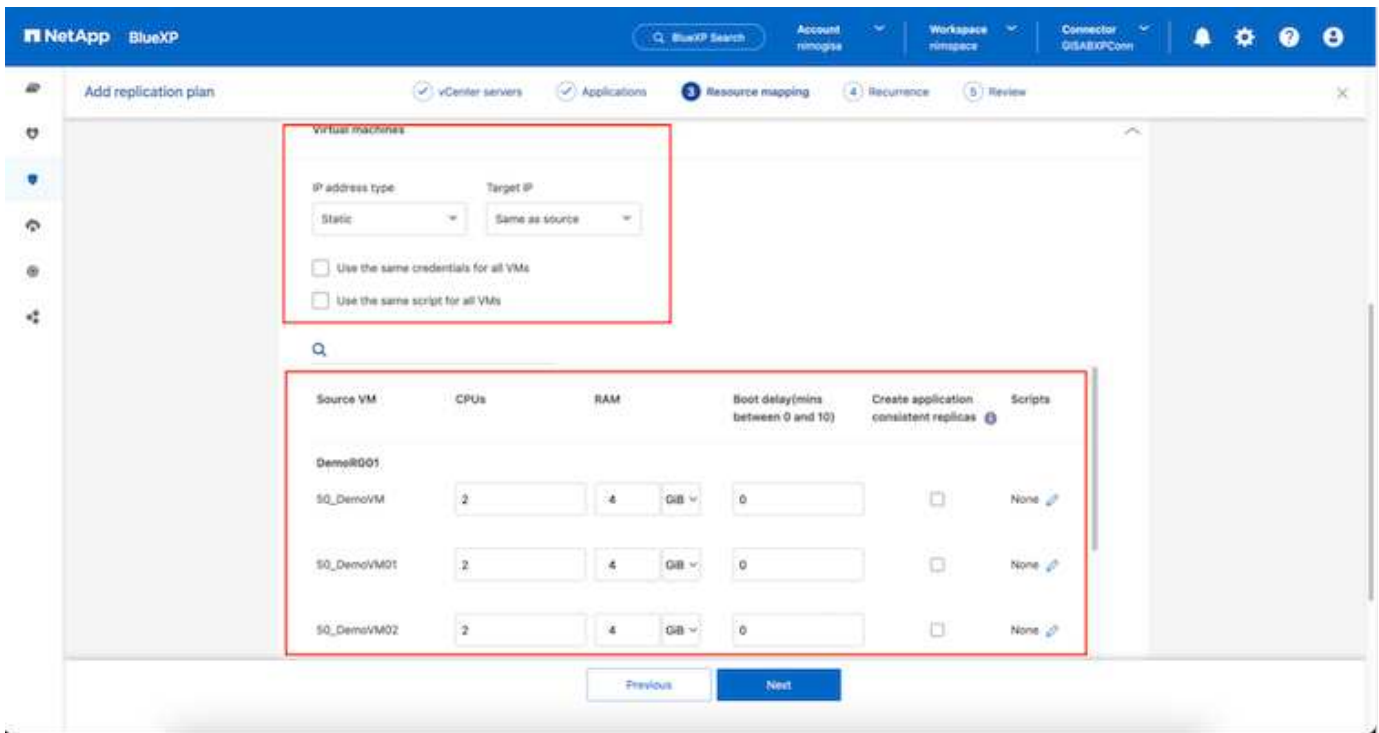 NetApp BlueXP
BlueXP Search
Account
nimogisa
Workspace
nimspace
Connector
GISABXPConn
Add replication plan
vCenter servers
Applications
3 Resource mapping
4 Recurrence
5 Review
Virtual machines
IP address type
Target IP
Static
Same as source
Use the same credentials for all VMs
Use the same script for all VMs
Source VM
CPUs
RAM
Boot delay(mins between 0 and 10)
Create application consistent replicas
Scripts
DemoRG01
SQ_DemoVM 2 4 GiB 0 None
SQ_DemoVM01 2 4 GiB 0 None
SQ_DemoVM02 2 4 GiB 0 None
Previous
Next